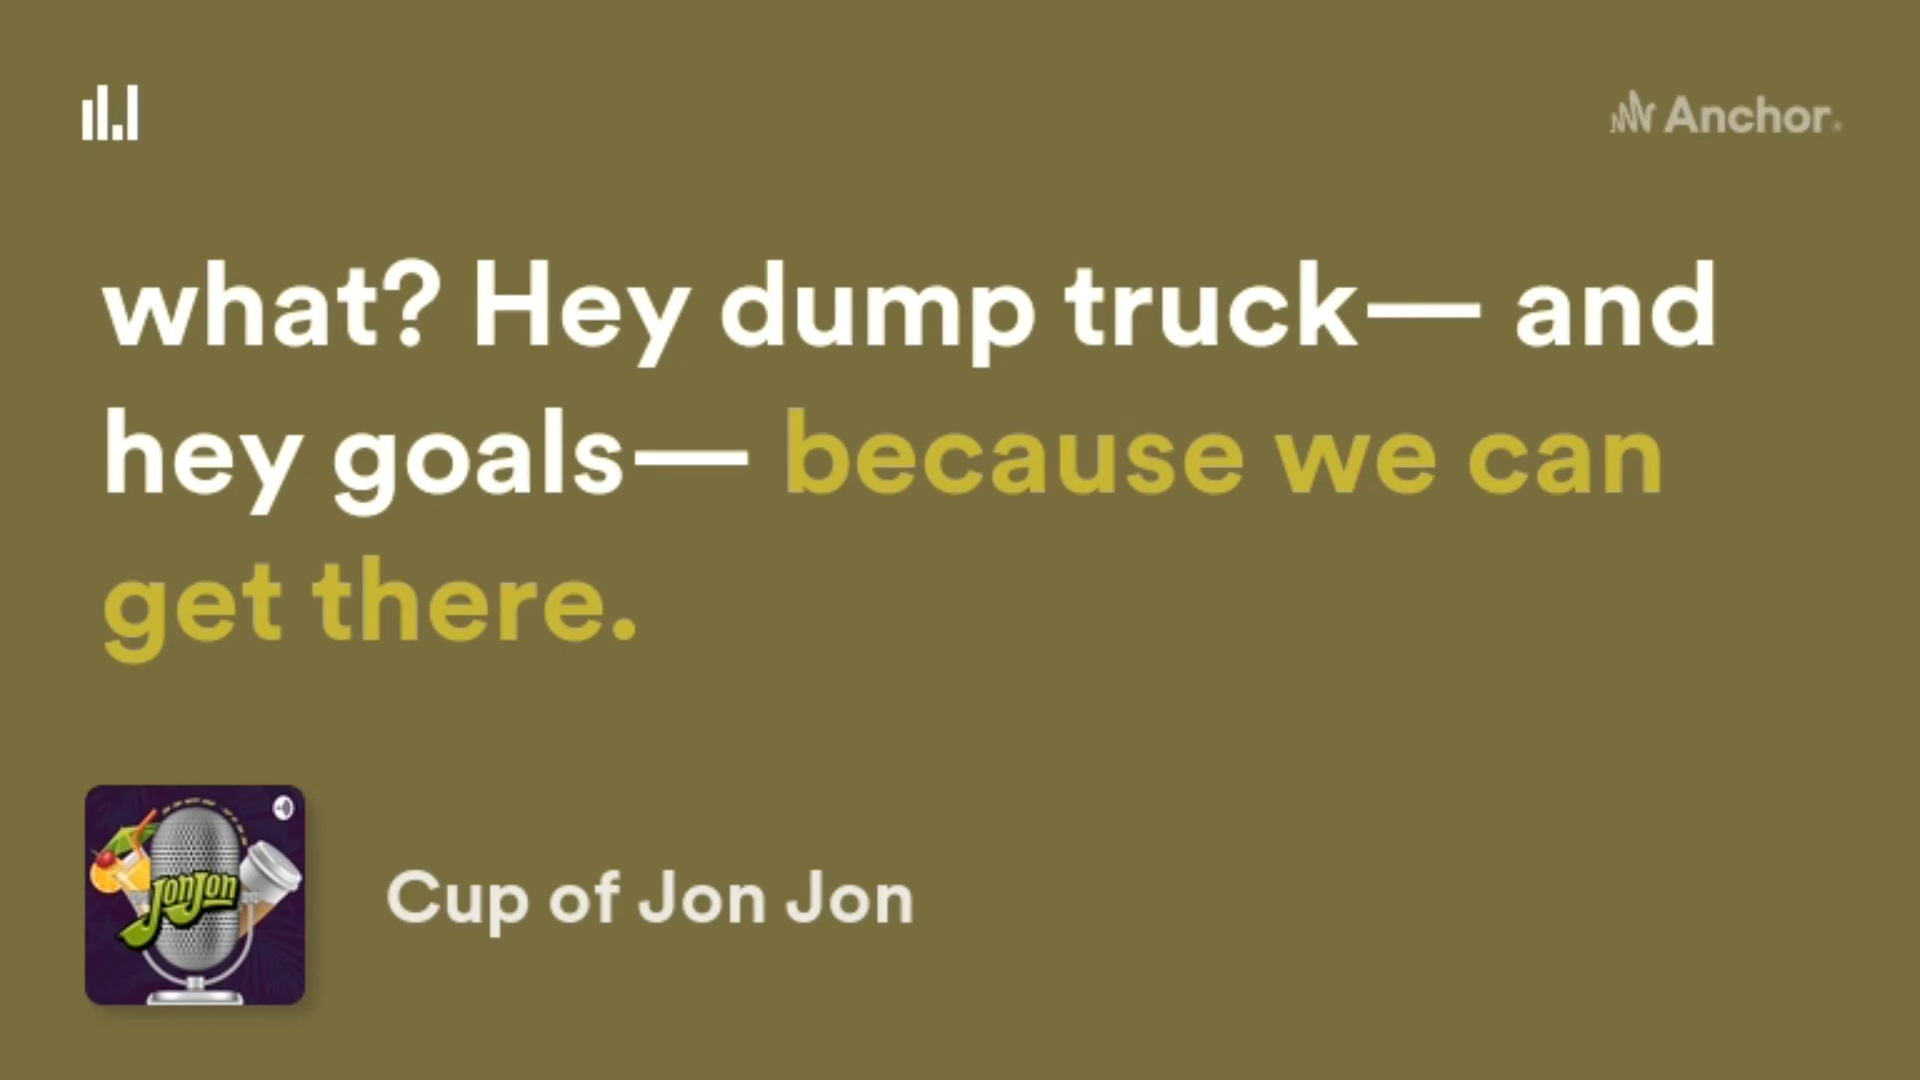 Anchor
what? Hey dump truck— and
hey goals— because we can
get there.
JonJon
Cup of Jon Jon